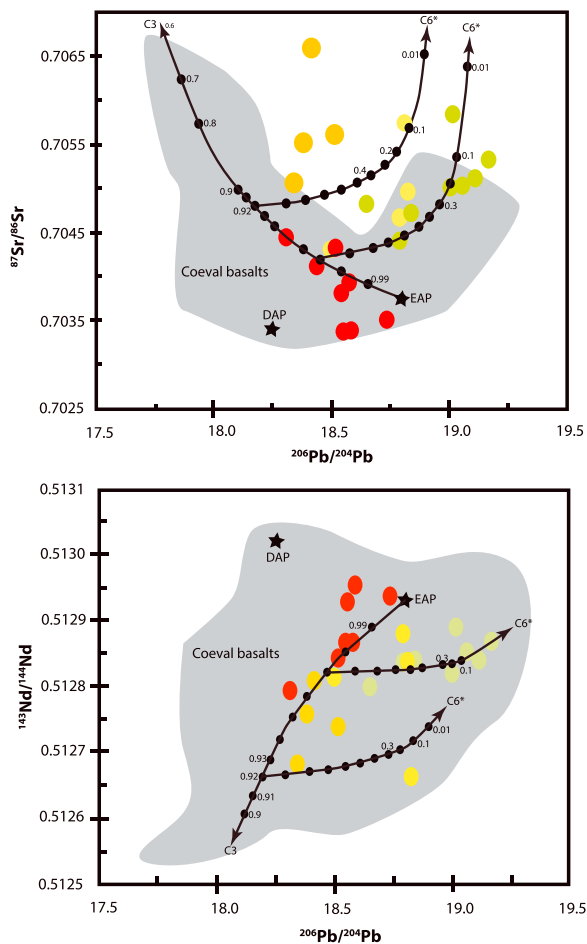 C3
0.6
C6*
C6*
0.7065
0.01
0.01
0.7
0.8
0.7055
0.1
0.2
0.1
0.4
0.9
0.3
0.92
0.7045
87Sr/86Sr
Coeval basalts
0.99
EAP
DAP
0.7035
0.7025
17.5
18.0
18.5
19.0
19.5
206Pb/204Pb
0.5131
0.5130
DAP
EAP
0.5129
0.99
C6*
Coeval basalts
0.3
0.1
0.5128
143Nd/144Nd
C6*
0.01
0.5127
0.93
0.3
0.1
0.92
0.91
0.5126
0.9
C3
0.5125
17.5
18.0
18.5
19.0
19.5
206Pb/204Pb